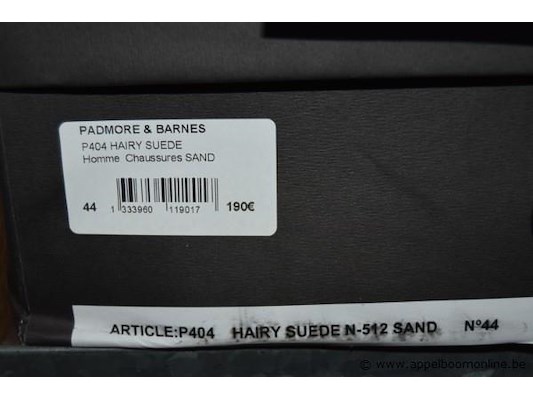 PADMORE & BARNES
P404 HAIRY SUEDE
Homme Chaussures SAND
44 1 333960 119017 190€
ARTICLE:P404 HAIRY SUEDE N-512 SAND Nº44
© www.appelboomonline.be